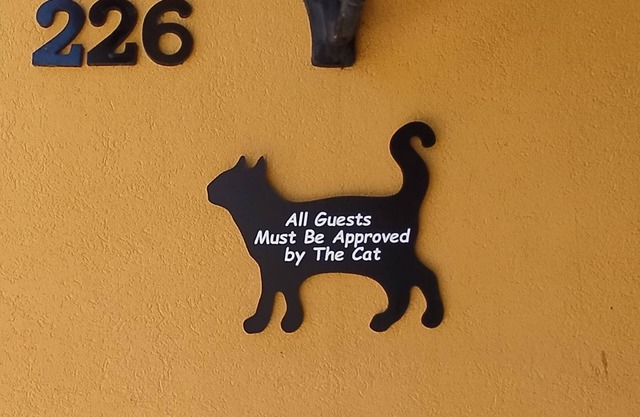 226
All Guests
Must Be Approved
by The Cat